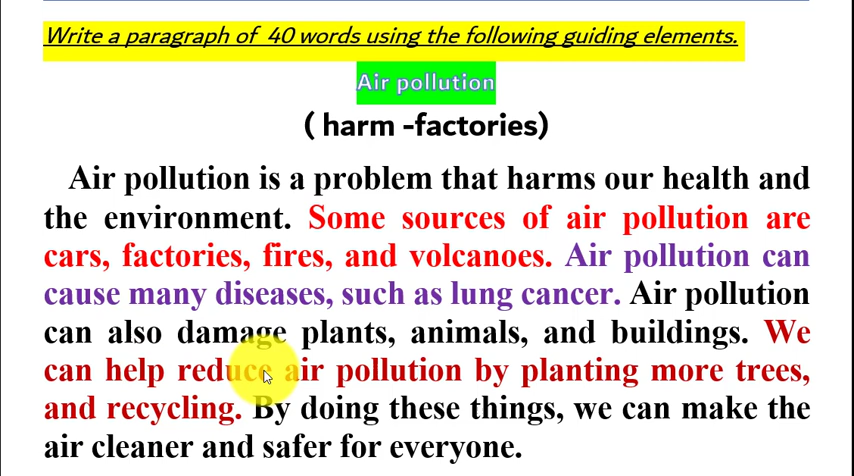 Write a paragraph of 40 words using the following guiding elements.
Air pollution
( harm -factories)
Air pollution is a problem that harms our health and
the environment. Some sources of air pollution are
cars, factories, fires, and volcanoes. Air pollution can
cause many diseases, such as lung cancer. Air pollution
can also damage plants, animals, and buildings. We
can help reduce air pollution by planting more trees,
and recycling. By doing these things, we can make the
air cleaner and safer for everyone.